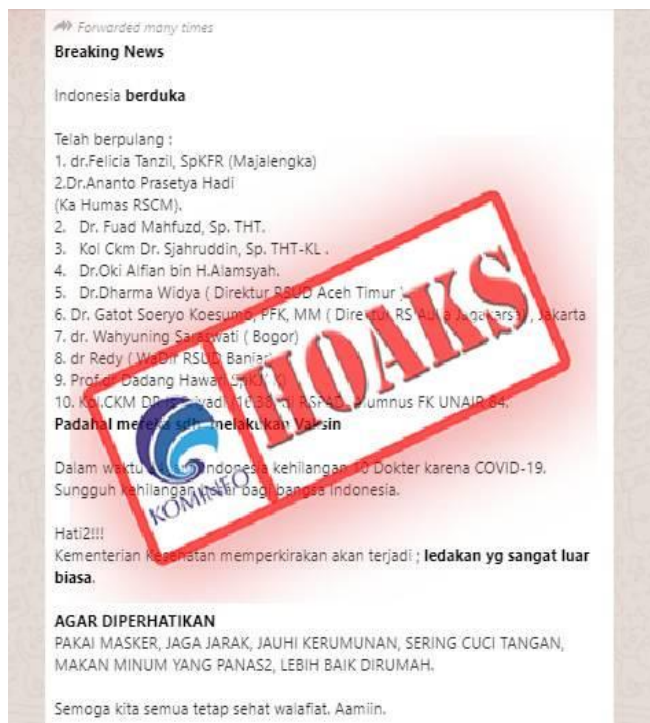 Forwarded many times
Breaking News
Indonesia berduka
Telah berpulang :
1. dr.Felicia Tanzil, SpKFR (Majalengka)
2.Dr.Ananto Prasetya Hadi
(Ka Humas RSCM).
2. Dr. Fuad Mahfuzd, Sp. THT.
3. Kol Ckm Dr. Sjahruddin, Sp. THT-KL .
4. Dr.Oki Alfian bin H.Alamsyah.
5. Dr.Dharma Widya ( Direktur RSUD Aceh Timur )
6. Dr. Gatot Soeryo Koesumo, PFK, MM ( Direktur RS Jakarta
7. dr. Wahyuning Saraswati ( Bogor)
8. dr Redy ( WaDir RSUD Banjar
9. Prof dr Dadang Hawari
10. Kol.CKM RSPAD, alumnus FK UNAIR 84.
Padahal mereka sdh melakukan Vaksin
Dalam waktu Indonesia kehilangan 10 Dokter karena COVID-19.
Sungguh kehilangan bagi bangsa Indonesia.
Hati2!!!
Kementerian Kesehatan memperkirakan akan terjadi ; ledakan yg sangat luar
biasa.
AGAR DIPERHATIKAN
PAKAI MASKER, JAGA JARAK, JAUHI KERUMUNAN, SERING CUCI TANGAN,
MAKAN MINUM YANG PANAS2, LEBIH BAIK DIRUMAH.
Semoga kita semua tetap sehat walafiat. Aamiin.
HOAKS
KOMINFO